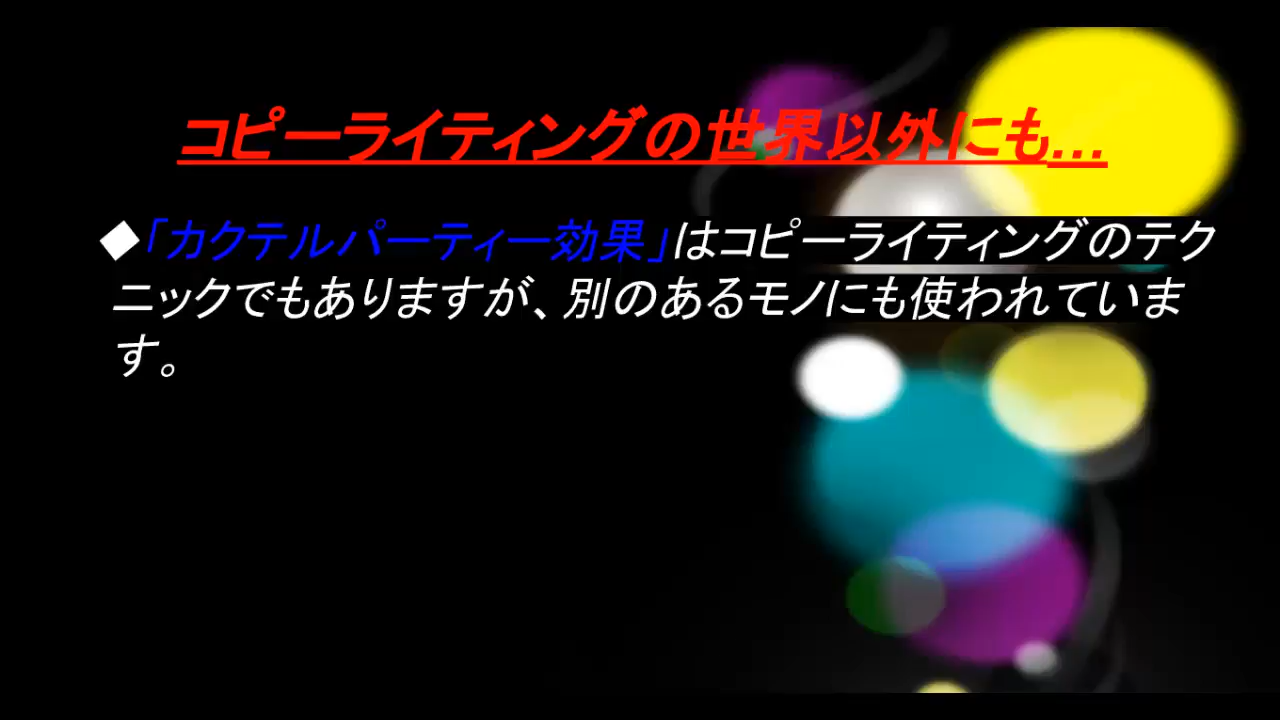 コピーライティングの世界以外にも...
◆「カクテルパーティー効果」はコピーライティングのテク
ニックでもありますが、別のあるモノにも使われていま
す。